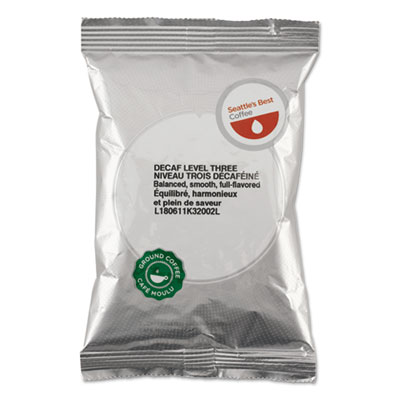 Seattle's Best
Coffee
DECAF LEVEL THREE
NIVEAU TROIS DÉCAFÉINÉ
Balanced, smooth, full-flavored
Équilibré, harmonieux
et plein de saveur
L180611K32002L
GROUND COFFEE
CAFÉ MOULU